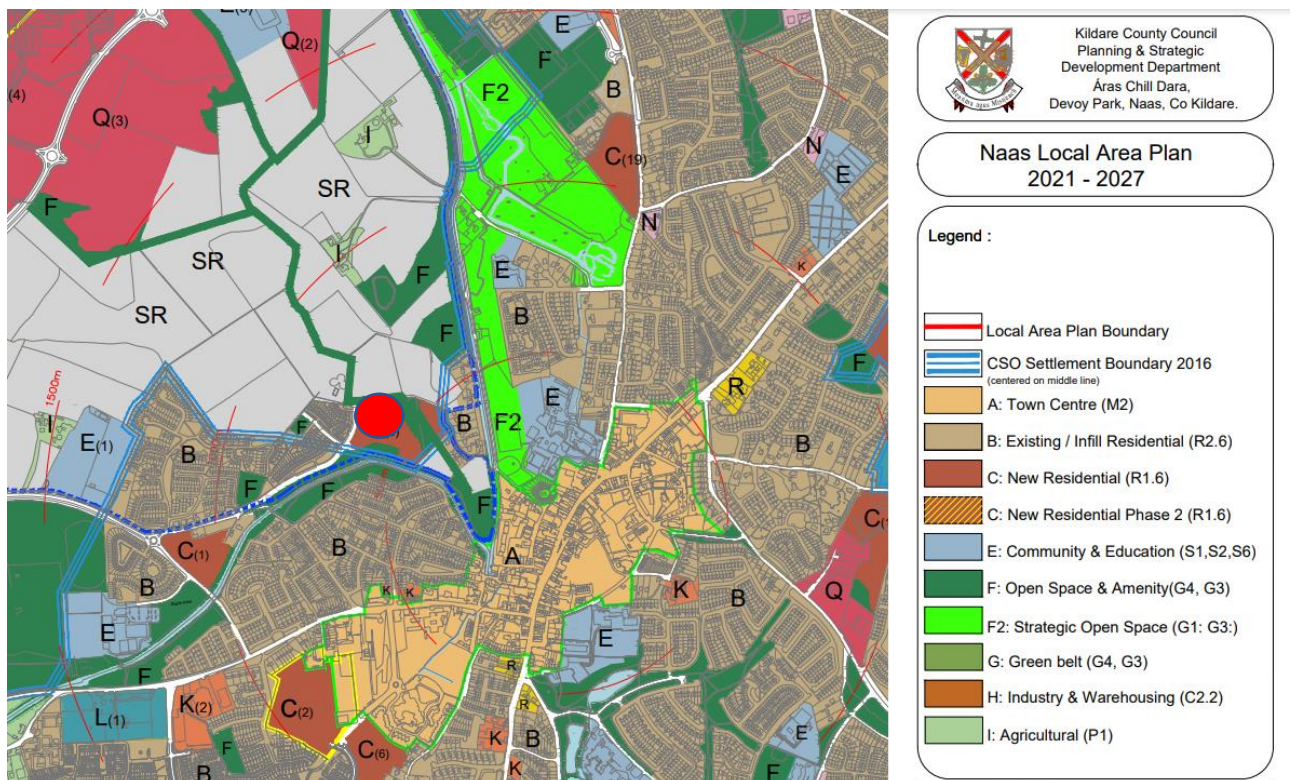 E
Q(2)
E
(4)
F
F2
B
Q(3)
I
C(19)
N
SR
E
N
F
I
K
SR
F
E
SR
B
F
R
F
1500m
E
B
F2
I
F
B
E(1)
B
B
F
F
F
C(1)
A
B
K
B
B
K
K
Q
E
E
F
R
C(2)
K(2)
L(1)
R
E
F
C(6)
K
B
B
K
F
Kildare County Council
Planning & Strategic
Development Department
Áras Chill Dara,
Devoy Park, Naas, Co Kildare.
Naas Local Area Plan
2021 - 2027
Legend :
Local Area Plan Boundary
CSO Settlement Boundary 2016
(centered on middle line)
A: Town Centre (M2)
B: Existing / Infill Residential (R2.6)
C: New Residential (R1.6)
C: New Residential Phase 2 (R1.6)
E: Community & Education (S1,S2,S6)
F: Open Space & Amenity(G4, G3)
F2: Strategic Open Space (G1: G3:)
G: Green belt (G4, G3)
H: Industry & Warehousing (C2.2)
I: Agricultural (P1)